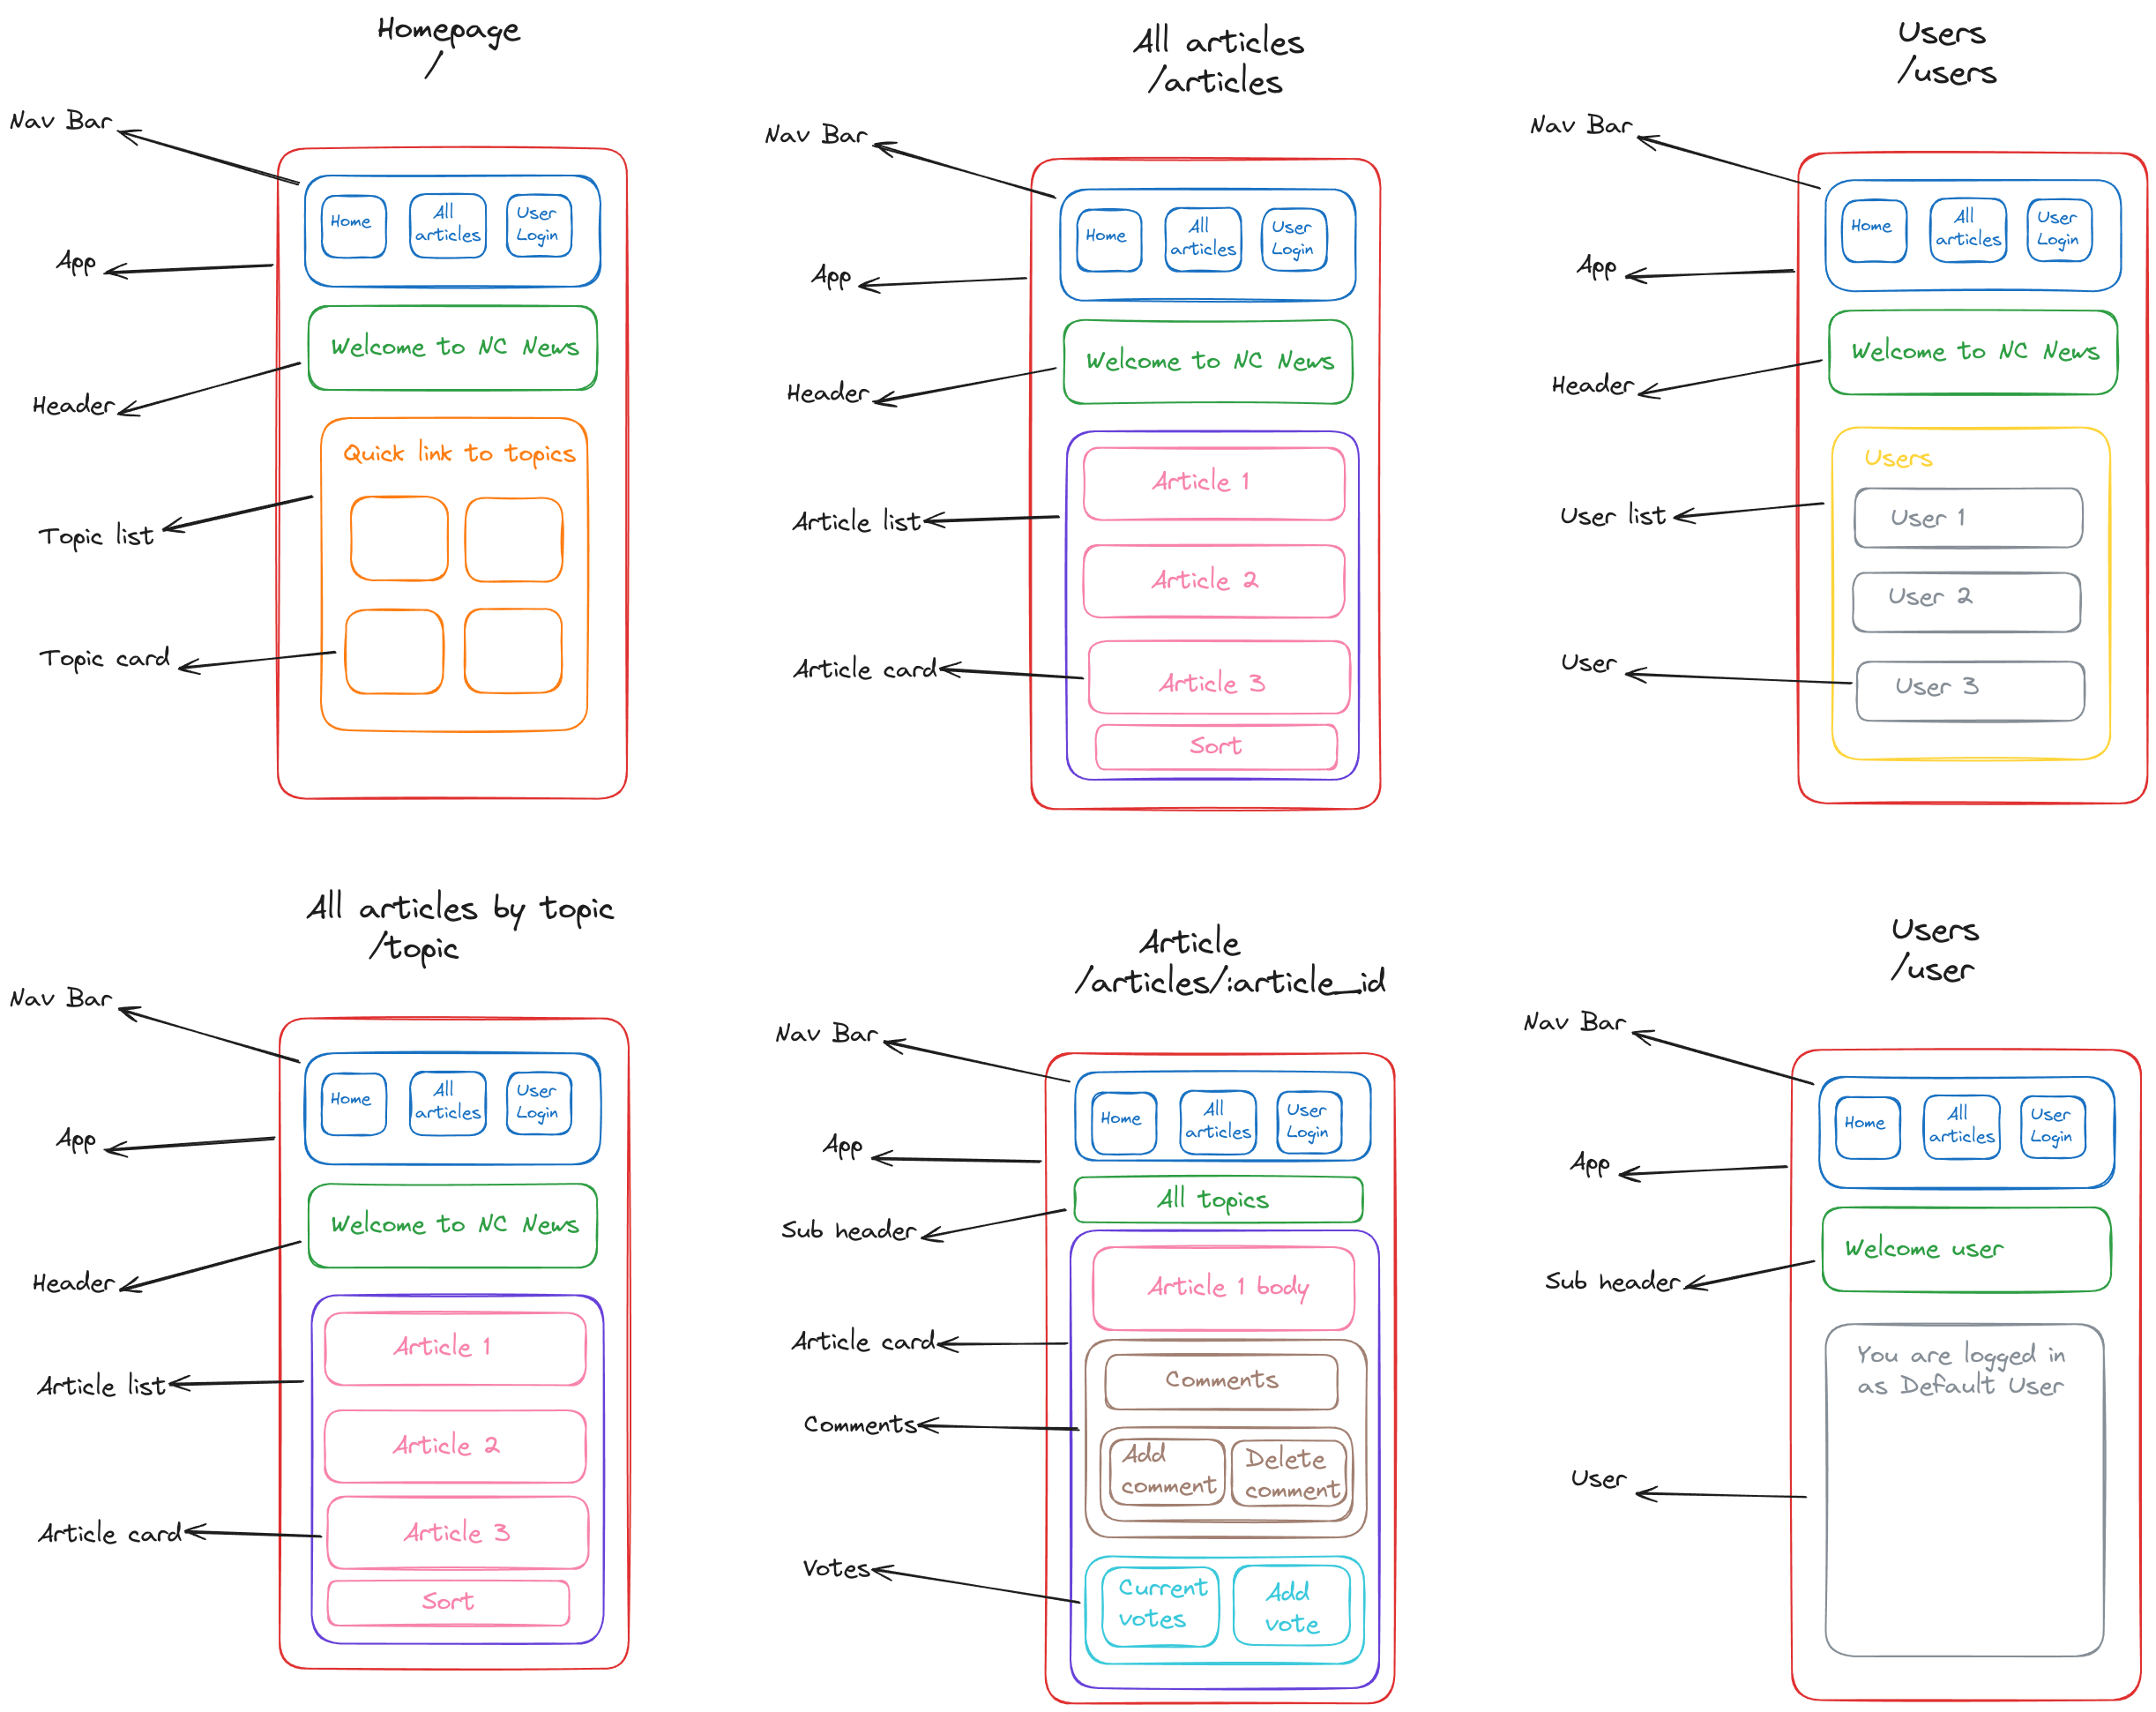 Homepage
/
Nav Bar
Home
All
articles
User
Login
App
Welcome to NC News
Header
Quick link to topics
Topic list
Topic card
All articles
/articles
Nav Bar
Home
All
articles
User
Login
App
Welcome to NC News
Header
Article 1
Article list
Article 2
Article card
Article 3
Sort
Users
/users
Nav Bar
Home
All
articles
User
Login
App
Welcome to NC News
Header
Users
User list
User 1
User 2
User
User 3
All articles by topic
/topic
Nav Bar
Home
All
articles
User
Login
App
Welcome to NC News
Header
Article 1
Article list
Article 2
Article card
Article 3
Sort
Article
/articles/:article_id
Nav Bar
Home
All
articles
User
Login
App
All topics
Sub header
Article 1 body
Article card
Comments
Comments
Add
comment
Delete
comment
Votes
Current
votes
Add
vote
Users
/user
Nav Bar
Home
All
articles
User
Login
App
Welcome user
Sub header
You are logged in
as Default User
User